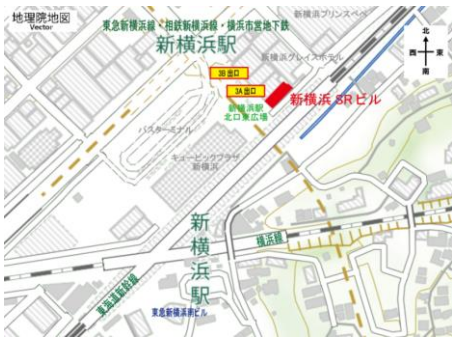 地理院地図
Vector
新横浜プリンスペペ
東急新横浜線・相鉄新横浜線・横浜市営地下鉄
新横浜駅
北
西 東
南
新横浜グレイスホテル
3B 出口
3A 出口
新横浜 SRビル
新横浜駅
北口東広場
バスターミナル
キュービックプラザ
新横浜
新横浜駅
横浜線
東海道新幹線
東急新横浜南ビル